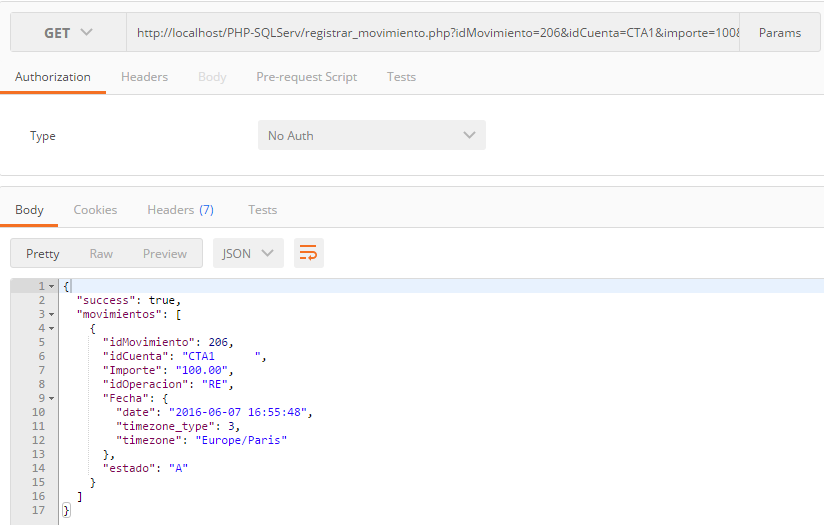 GET http://localhost/PHP-SQLServ/registrar_movimiento.php?idMovimiento=206&idCuenta=CTA1&importe=100& Params
Authorization Headers Body Pre-request Script Tests
Type No Auth
Body Cookies Headers (7) Tests
Pretty Raw Preview JSON
1 {
2 "success": true,
3 "movimientos": [
4 {
5 "idMovimiento": 206,
6 "idCuenta": "CTA1      ",
7 "Importe": "100.00",
8 "idOperacion": "RE",
9 "Fecha": {
10 "date": "2016-06-07 16:55:48",
11 "timezone_type": 3,
12 "timezone": "Europe/Paris"
13 },
14 "estado": "A"
15 }
16 ]
17 }